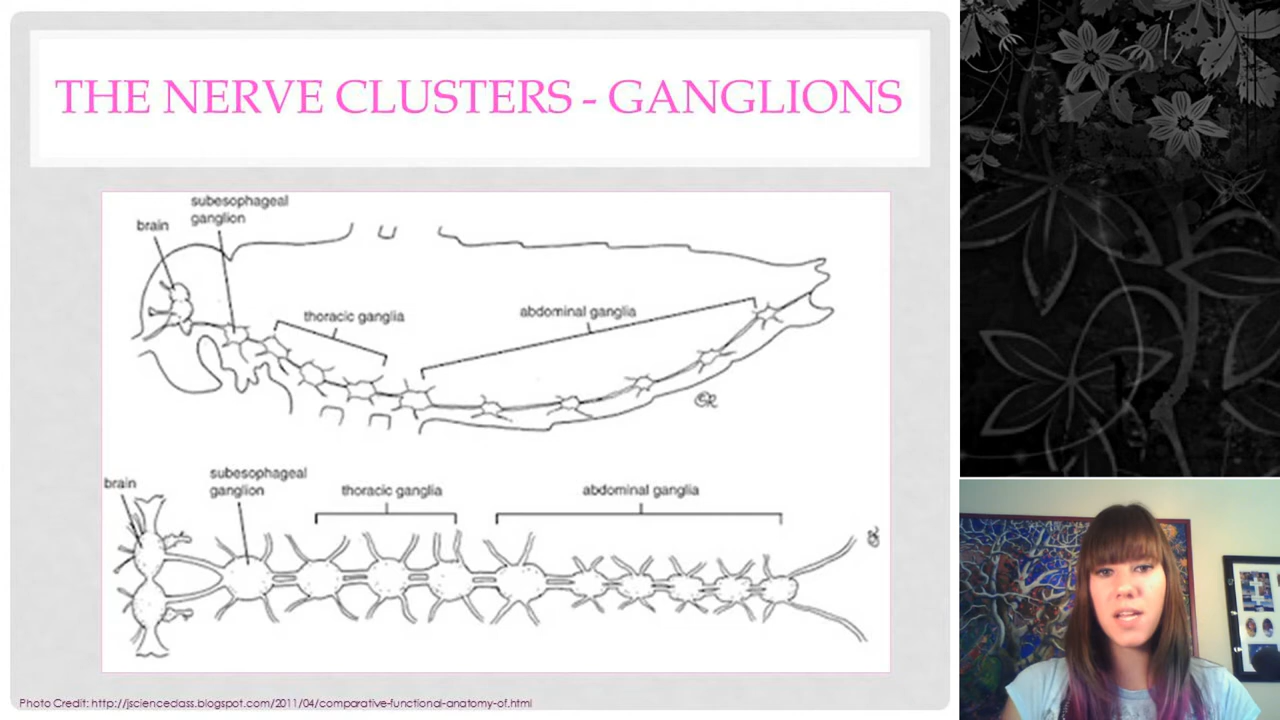 THE NERVE CLUSTERS - GANGLIONS
subesophageal
ganglion
brain
thoracic ganglia
abdominal ganglia
brain
subesophageal
ganglion
thoracic ganglia
abdominal ganglia
Photo Credit: http://jsciencedass.blogspot.com/2011/04/comparative-functional-anatomy-of.html